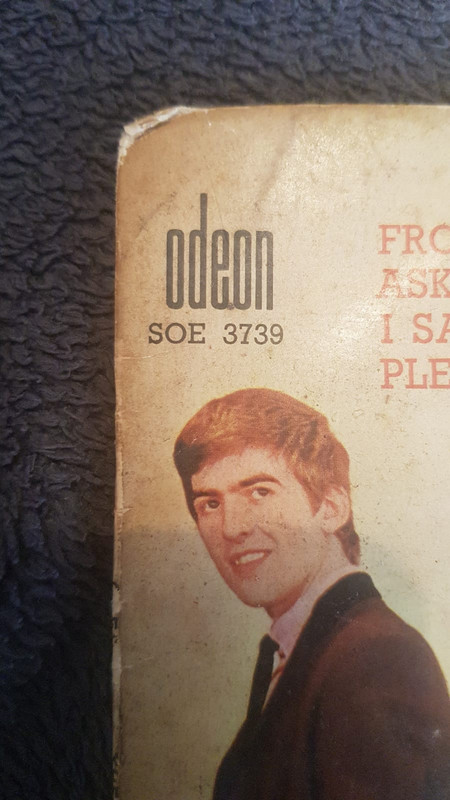 odeon
SOE 3739
FRO
ASK
I SA
PLE